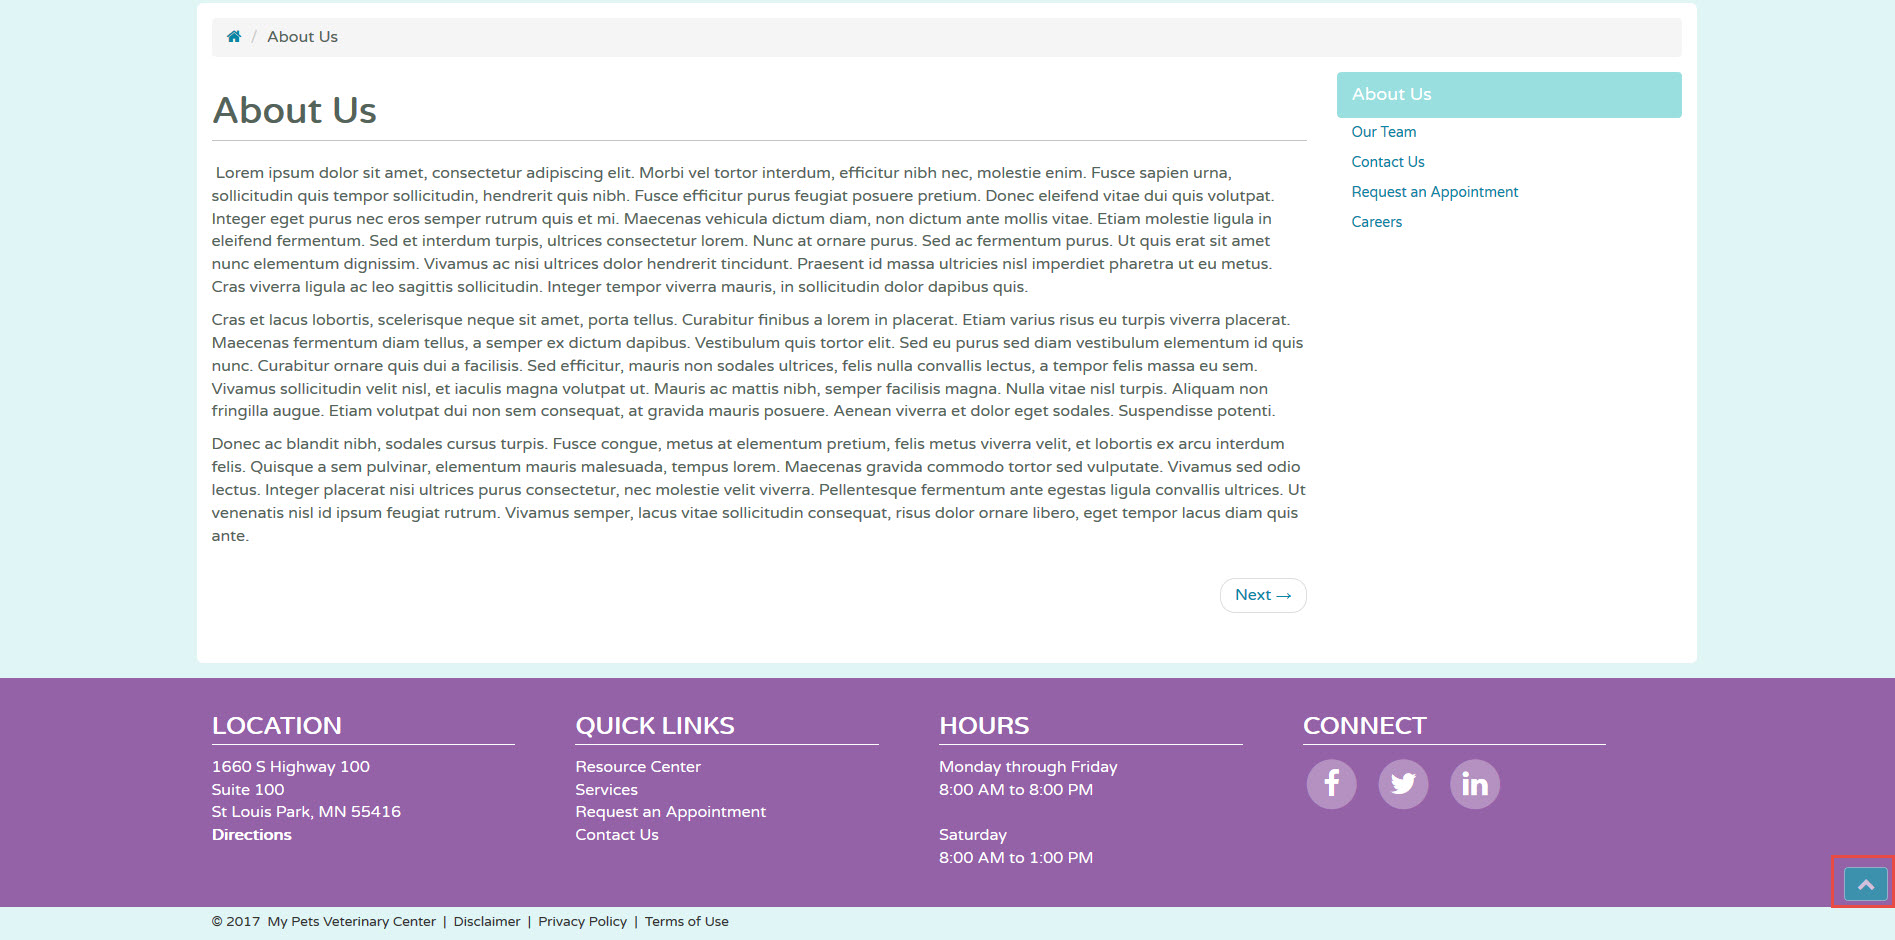 / About Us
About Us
Lorem ipsum dolor sit amet, consectetur adipiscing elit. Morbi vel tortor interdum, efficitur nibh nec, molestie enim. Fusce sapien urna,
sollicitudin quis tempor sollicitudin, hendrerit quis nibh. Fusce efficitur purus feugiat posuere pretium. Donec eleifend vitae dui quis volutpat.
Integer eget purus nec eros semper rutrum quis et mi. Maecenas vehicula dictum diam, non dictum ante mollis vitae. Etiam molestie ligula in
eleifend fermentum. Sed et interdum turpis, ultrices consectetur lorem. Nunc at ornare purus. Sed ac fermentum purus. Ut quis erat sit amet
nunc elementum dignissim. Vivamus ac nisi ultrices dolor hendrerit tincidunt. Praesent id massa ultricies nisl imperdiet pharetra ut eu metus.
Cras viverra ligula ac leo sagittis sollicitudin. Integer tempor viverra mauris, in sollicitudin dolor dapibus quis.
Cras et lacus lobortis, scelerisque neque sit amet, porta tellus. Curabitur finibus a lorem in placerat. Etiam varius risus eu turpis viverra placerat.
Maecenas fermentum diam tellus, a semper ex dictum dapibus. Vestibulum quis tortor elit. Sed eu purus sed diam vestibulum elementum id quis
nunc. Curabitur ornare quis dui a facilisis. Sed efficitur, mauris non sodales ultrices, felis nulla convallis lectus, a tempor felis massa eu sem.
Vivamus sollicitudin velit nisl, et iaculis magna volutpat ut. Mauris ac mattis nibh, semper facilisis magna. Nulla vitae nisl turpis. Aliquam non
fringilla augue. Etiam volutpat dui non sem consequat, at gravida mauris posuere. Aenean viverra et dolor eget sodales. Suspendisse potenti.
Donec ac blandit nibh, sodales cursus turpis. Fusce congue, metus at elementum pretium, felis metus viverra velit, et lobortis ex arcu interdum
felis. Quisque a sem pulvinar, elementum mauris malesuada, tempus lorem. Maecenas gravida commodo tortor sed vulputate. Vivamus sed odio
lectus. Integer placerat nisi ultrices purus consectetur, nec molestie velit viverra. Pellentesque fermentum ante egestas ligula convallis ultrices. Ut
venenatis nisl id ipsum feugiat rutrum. Vivamus semper, lacus vitae sollicitudin consequat, risus dolor ornare libero, eget tempor lacus diam quis
ante.
Next →
About Us
Our Team
Contact Us
Request an Appointment
Careers
LOCATION
1660 S Highway 100
Suite 100
St Louis Park, MN 55416
Directions
QUICK LINKS
Resource Center
Services
Request an Appointment
Contact Us
HOURS
Monday through Friday
8:00 AM to 8:00 PM
Saturday
8:00 AM to 1:00 PM
CONNECT
© 2017 My Pets Veterinary Center | Disclaimer | Privacy Policy | Terms of Use